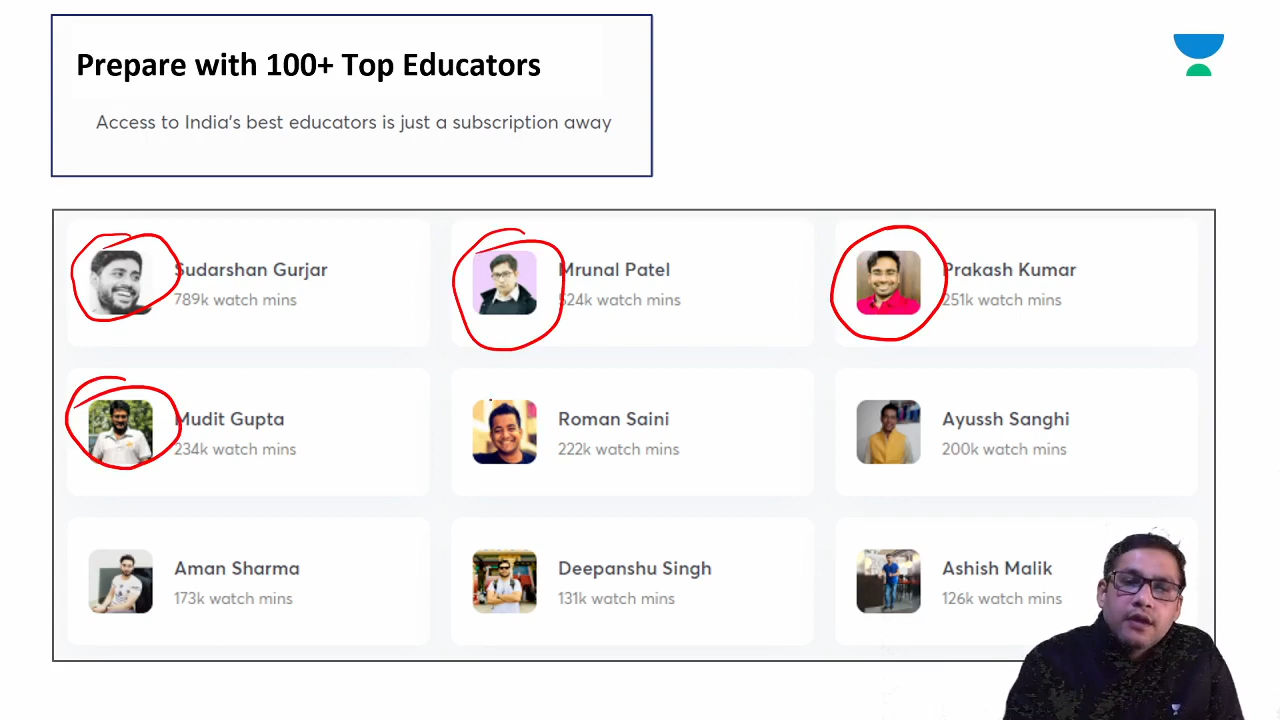 Prepare with 100+ Top Educators
Access to India's best educators is just a subscription away
Sudarshan Gurjar
789k watch mins
Mrunal Patel
524k watch mins
Prakash Kumar
251k watch mins
Mudit Gupta
234k watch mins
Roman Saini
222k watch mins
Ayussh Sanghi
200k watch mins
Aman Sharma
173k watch mins
Deepanshu Singh
131k watch mins
Ashish Malik
126k watch mins